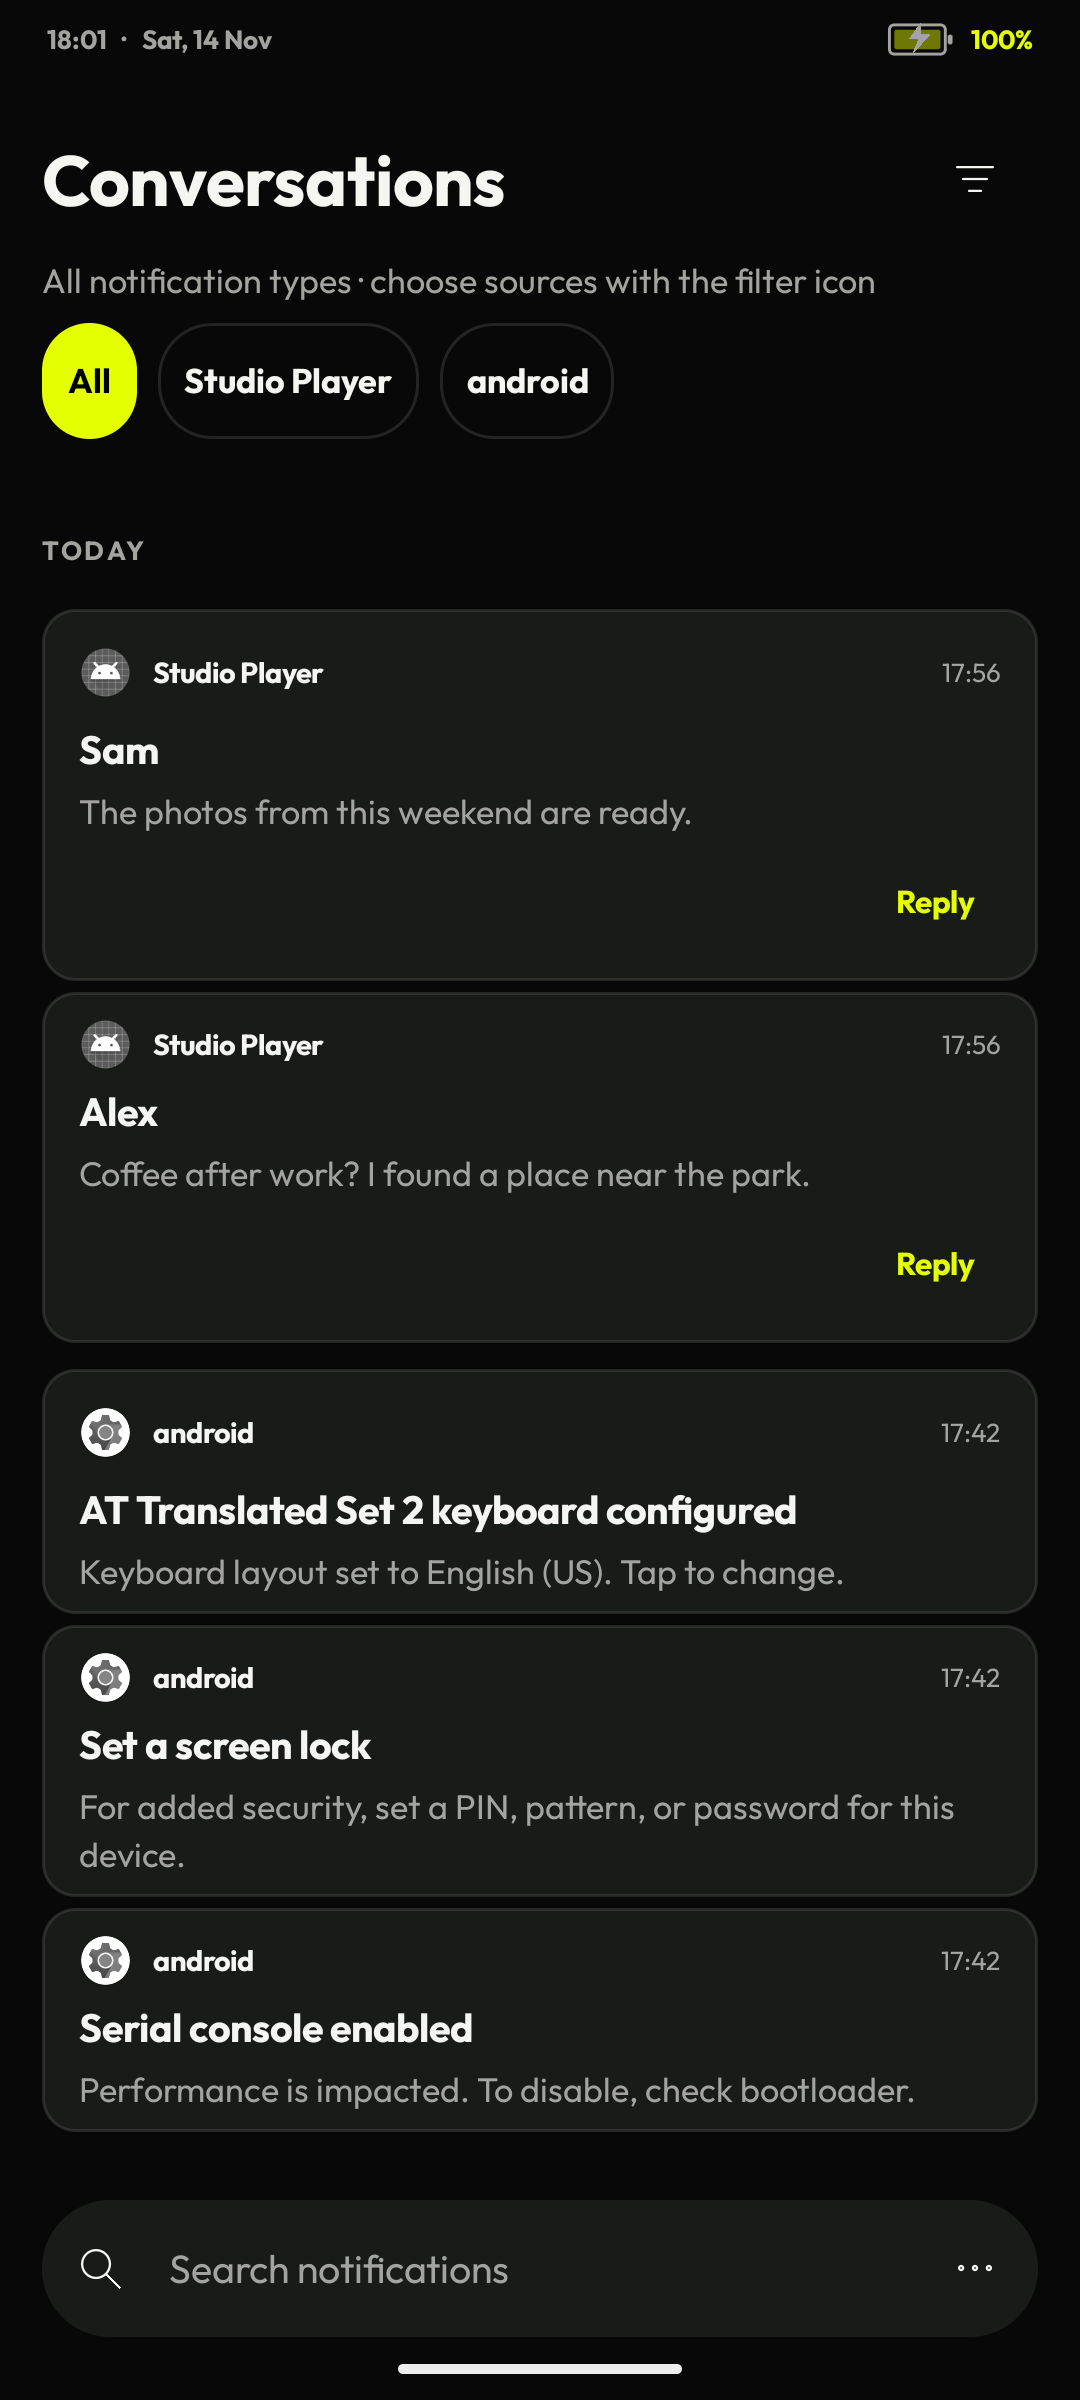 18:01 · Sat, 14 Nov
100%
Conversations
All notification types · choose sources with the filter icon
All
Studio Player
android
TODAY
Studio Player
17:56
Sam
The photos from this weekend are ready.
Reply
Studio Player
17:56
Alex
Coffee after work? I found a place near the park.
Reply
android
17:42
AT Translated Set 2 keyboard configured
Keyboard layout set to English (US). Tap to change.
android
17:42
Set a screen lock
For added security, set a PIN, pattern, or password for this
device.
android
17:42
Serial console enabled
Performance is impacted. To disable, check bootloader.
Search notifications